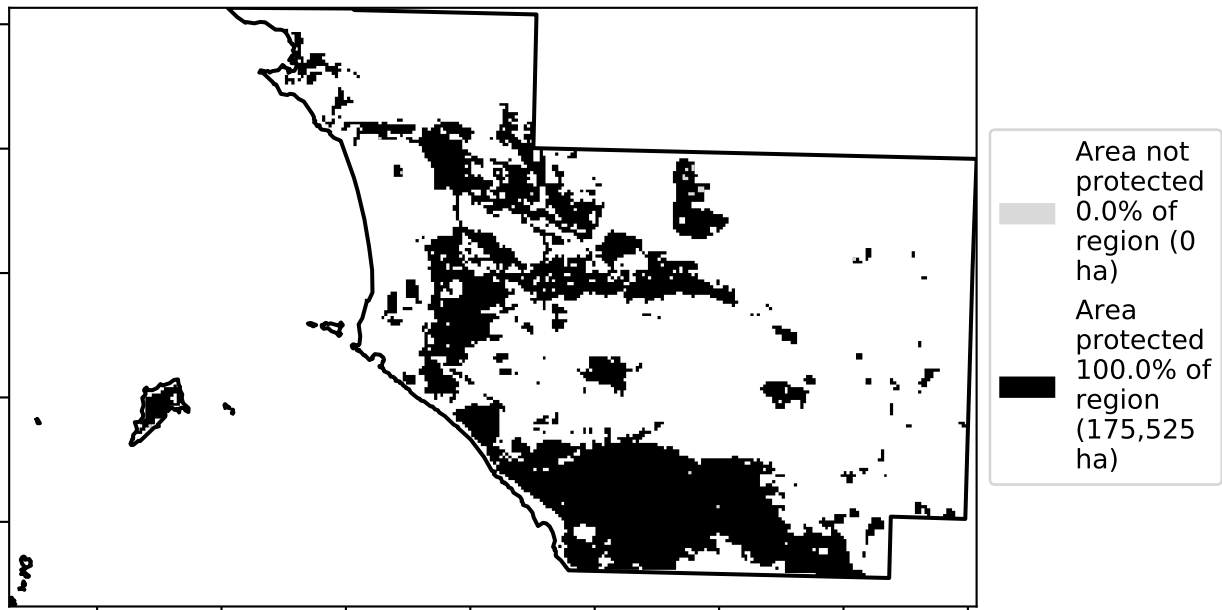 Area not
protected
0.0% of
region (0
ha)
Area
protected
100.0% of
region
(175,525
ha)